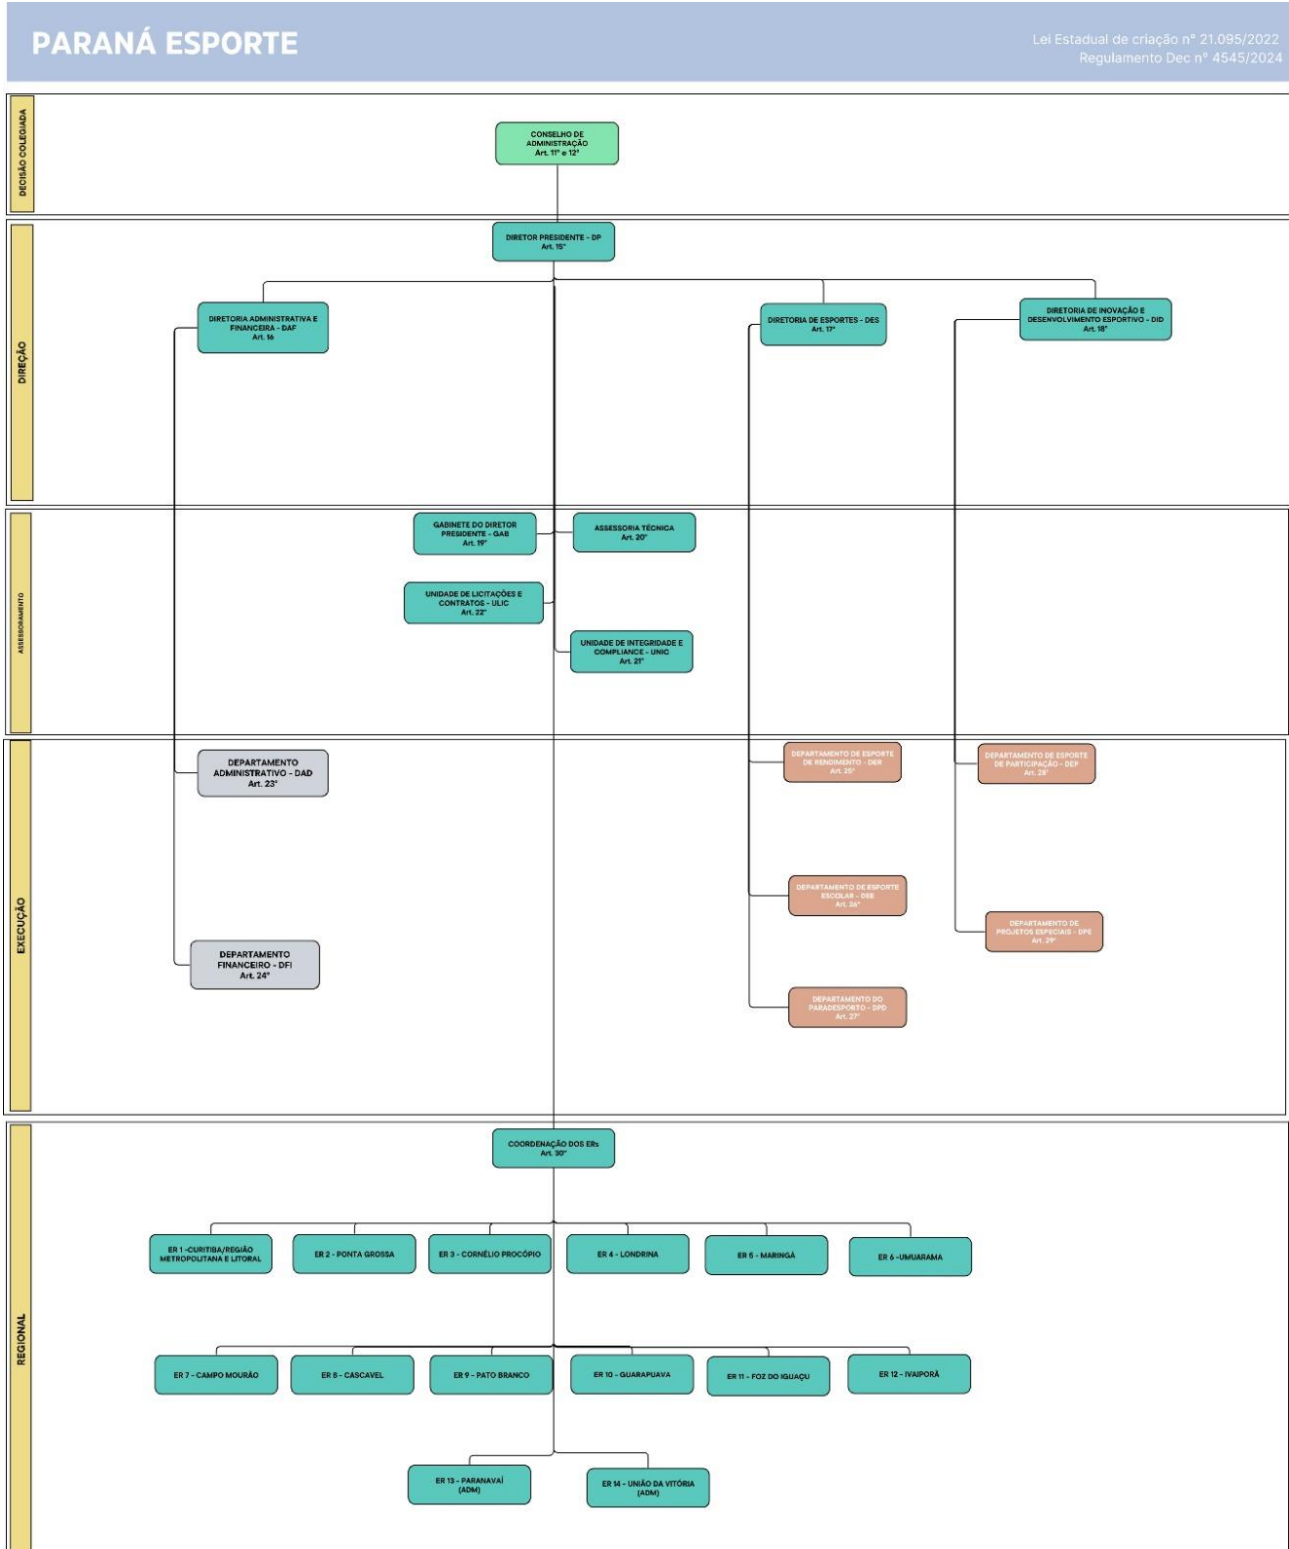 PARANÁ ESPORTE
Lei Estadual de criação nº 21.095/2022
Regulamento Dec nº 4545/2024
DECISÃO COLEGIADA
CONSELHO DE
ADMINISTRAÇÃO
Art. 11º e 12º
DIREÇÃO
DIRETOR PRESIDENTE - DP
Art. 15º
DIRETORIA ADMINISTRATIVA E
FINANCEIRA - DAF
Art. 16
DIRETORIA DE ESPORTES - DES
Art. 17º
DIRETORIA DE INOVAÇÃO E
DESENVOLVIMENTO ESPORTIVO - DID
Art. 18º
ASSESSORAMENTO
GABINETE DO DIRETOR
PRESIDENTE - GAB
Art. 19º
ASSESSORIA TÉCNICA
Art. 20º
UNIDADE DE LICITAÇÕES E
CONTRATOS - ULIC
Art. 22º
UNIDADE DE INTEGRIDADE E
COMPLIANCE - UNIC
Art. 21º
EXECUÇÃO
DEPARTAMENTO
ADMINISTRATIVO - DAD
Art. 23º
DEPARTAMENTO DE ESPORTE
DE RENDIMENTO - DER
Art. 25º
DEPARTAMENTO DE ESPORTE
DE PARTICIPAÇÃO - DEP
Art. 28º
DEPARTAMENTO DE ESPORTE
ESCOLAR - DEE
Art. 26º
DEPARTAMENTO DE
PROJETOS ESPECIAIS - DPE
Art. 29º
DEPARTAMENTO
FINANCEIRO - DFI
Art. 24º
DEPARTAMENTO DO
PARADESPORTO - DPD
Art. 27º
REGIONAL
COORDENAÇÃO DOS ERs
Art. 30º
ER 1 -CURITIBA/REGIÃO
METROPOLITANA E LITORAL
ER 2 - PONTA GROSSA
ER 3 - CORNÉLIO PROCÓPIO
ER 4 - LONDRINA
ER 5 - MARINGÁ
ER 6 -UMUARAMA
ER 7 - CAMPO MOURÃO
ER 8 - CASCAVEL
ER 9 - PATO BRANCO
ER 10 - GUARAPUAVA
ER 11 - FOZ DO IGUAÇU
ER 12 - IVAIPORÃ
ER 13 - PARANAVAÍ
(ADM)
ER 14 - UNIÃO DA VITÓRIA
(ADM)